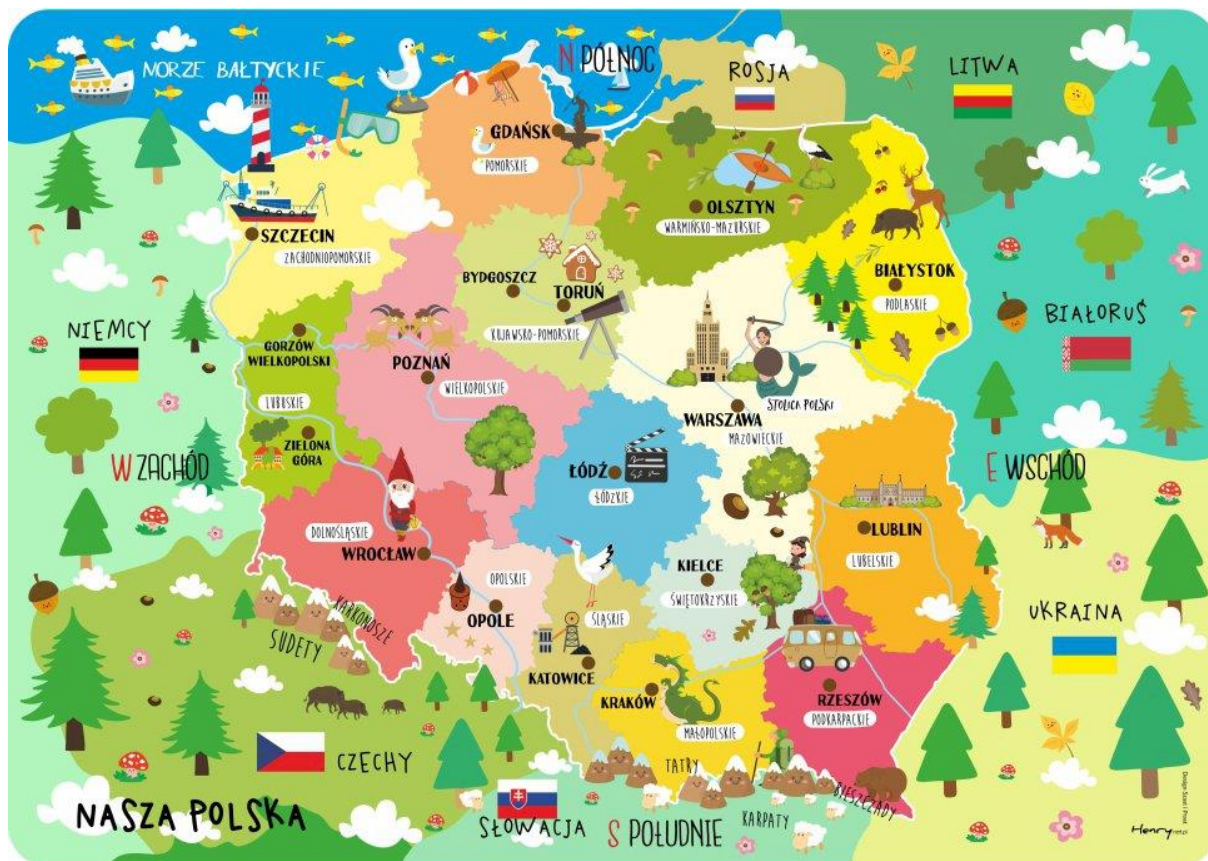 NORZE BAŁTYCKIE
N PÓŁNOC
ROSJA
LITWA
GDAŃSK
POMORSKIE
OLSZTYN
WARMIŃSKO-MAZURSKIE
SZCZECIN
ZACHODNIOPOMORSKIE
BYDGOSZCZ
TORUŃ
KUJAWSKO-POMORSKIE
BIAŁYSTOK
PODLASKIE
BIAŁORUŚ
NIEMCY
GORZÓW
WIELKOPOLSKI
LUBUSKIE
ZIELONA
GÓRA
POZNAŃ
WIELKOPOLSKIE
WARSZAWA
STOLICA POLSKI
MAZOWIECKIE
W ZACHÓD
E WSCHÓD
ŁÓDŹ
ŁÓDZKIE
LUBLIN
LUBELSKIE
DOLNOŚLĄSKIE
WROCŁAW
OPOLSKIE
OPOLE
ŚLĄSKIE
KATOWICE
KIELCE
ŚWIĘTOKRZYSKIE
KARKONOSZE
SUDETY
UKRAINA
KRAKÓW
MAŁOPOLSKIE
RZESZÓW
PODKARPACKIE
CZECHY
TATRY
BIESZCZADY
KARPATY
NASZA POLSKA
SŁOWACJA
S POŁUDNIE
Henry